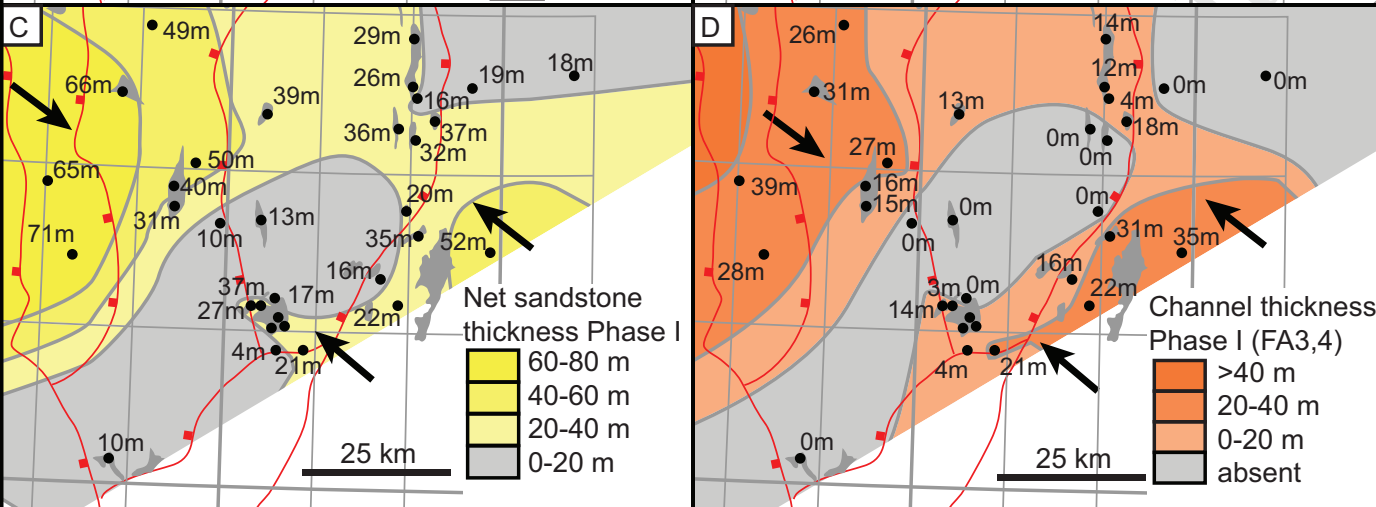 C
49m
29m
66m
26m
19m
18m
39m
16m
36m
37m
32m
50m
65m
40m
20m
31m
13m
10m
35m
52m
71m
16m
37m
17m
27m
22m
4m
21m
10m
25 km
Net sandstone
thickness Phase I
60-80 m
40-60 m
20-40 m
0-20 m
D
26m
14m
12m
31m
0m
0m
13m
4m
18m
0m
0m
27m
39m
16m
15m
0m
0m
0m
31m
35m
28m
16m
3m
0m
14m
22m
4m
21m
0m
25 km
Channel thickness
Phase I (FA3,4)
>40 m
20-40 m
0-20 m
absent